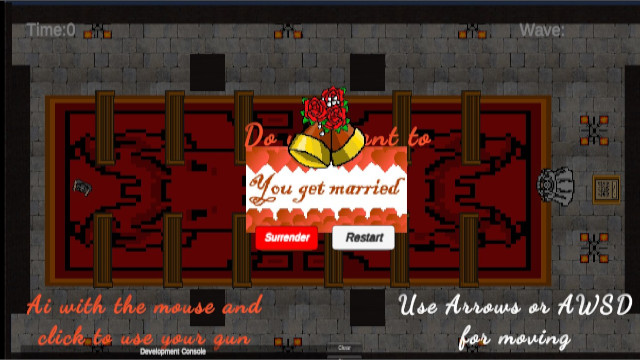 Time:0
Wave:
Do
nt to
You get married
Surrender
Restart
Ai with the mouse and
click to use your gun
Use Arrows or AWSD
for moving
Development Console
Clear